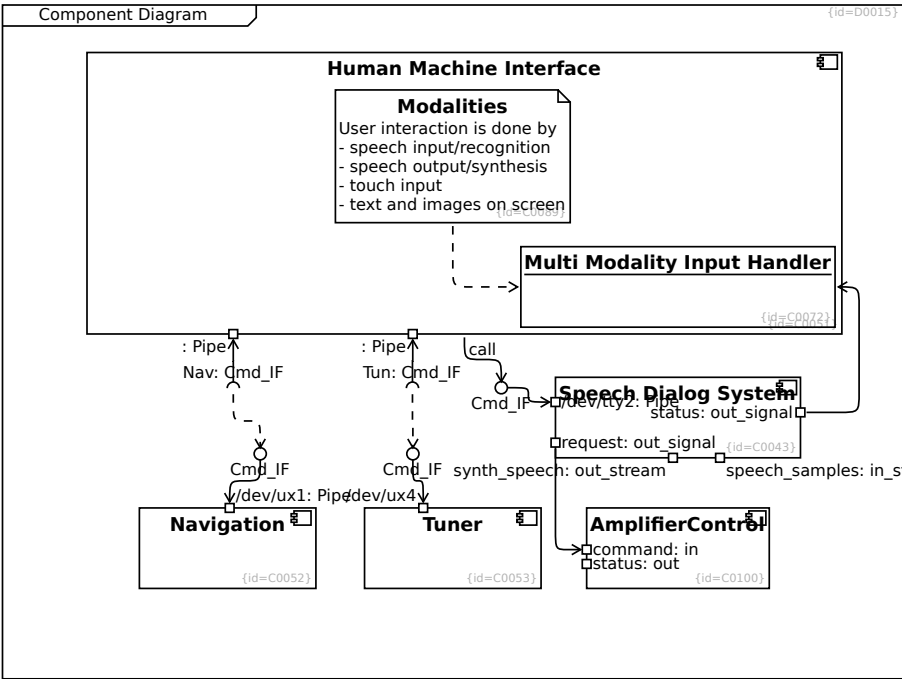 Component Diagram
{id=D0015}
Human Machine Interface
Modalities
User interaction is done by
- speech input/recognition
- speech output/synthesis
- touch input
- text and images on screen
{id=C0089}
Multi Modality Input Handler
{id=C0072}
{id=C0051}
: Pipe
: Pipe
call
Nav: Cmd_IF
Tun: Cmd_IF
Cmd_IF
Speech Dialog System
/dev/tty2: Pipe
status: out_signal
request: out_signal
{id=C0043}
Cmd_IF
Cmd_IF
synth_speech: out_stream
speech_samples: in_s
/dev/ux1: Pipe
/dev/ux4
Navigation
{id=C0052}
Tuner
{id=C0053}
AmplifierControl
command: in
status: out
{id=C0100}